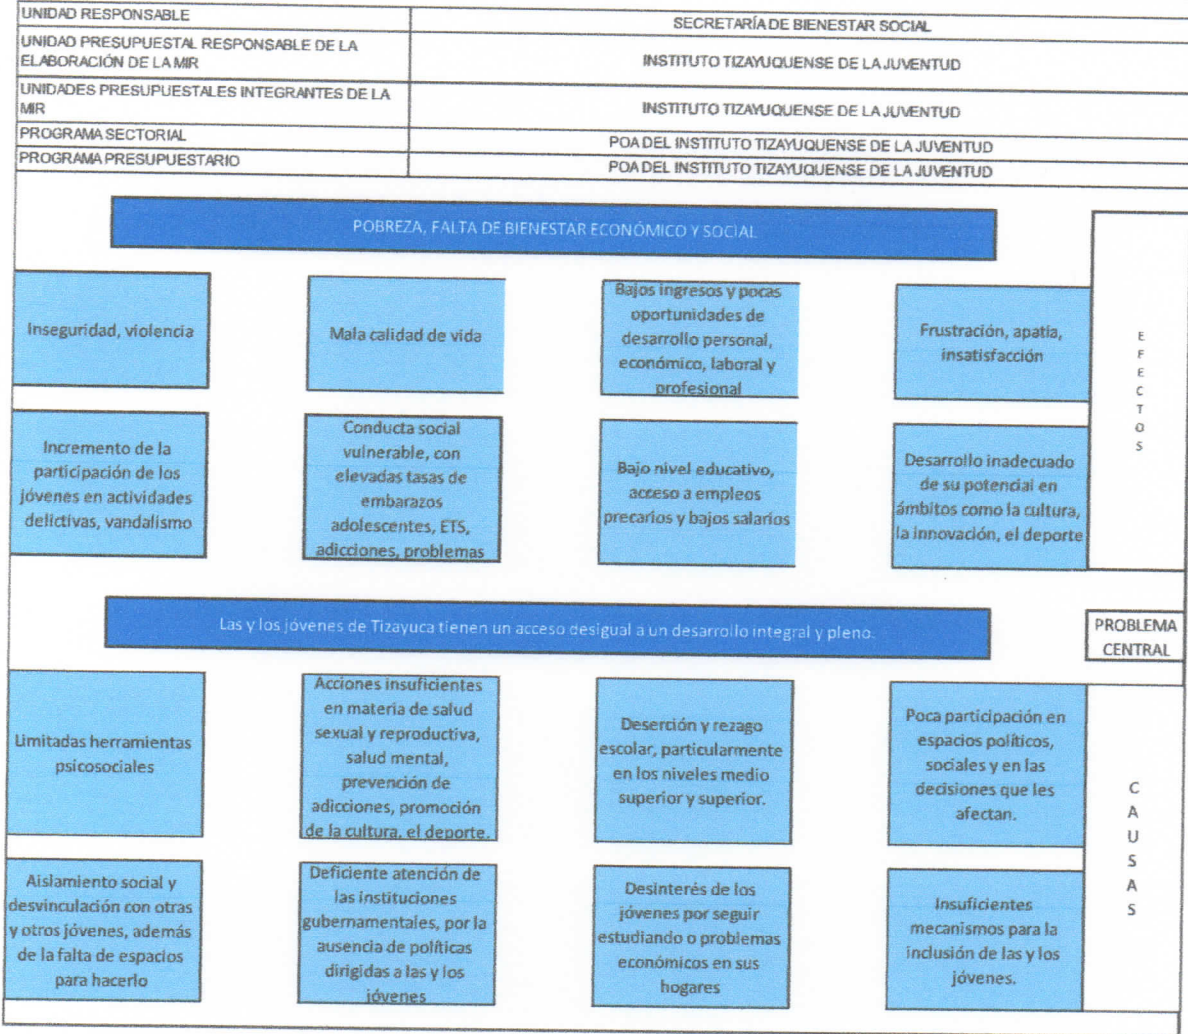 UNIDAD RESPONSABLE
SECRETARÍA DE BIENESTAR SOCIAL
UNIDAD PRESUPUESTAL RESPONSABLE DE LA
ELABORACIÓN DE LA MIR
INSTITUTO TIZAYUQUENSE DE LA JUVENTUD
UNIDADES PRESUPUESTALES INTEGRANTES DE LA
MIR
INSTITUTO TIZAYUQUENSE DE LA JUVENTUD
PROGRAMA SECTORIAL
POA DEL INSTITUTO TIZAYUQUENSE DE LA JUVENTUD
PROGRAMA PRESUPUESTARIO
POA DEL INSTITUTO TIZAYUQUENSE DE LA JUVENTUD
POBREZA, FALTA DE BIENESTAR ECONÓMICO Y SOCIAL
Inseguridad, violencia
Mala calidad de vida
Bajos ingresos y pocas
oportunidades de
desarrollo personal,
económico, laboral y
profesional
Frustración, apatía,
insatisfacción
EFECTOS
Incremento de la
participación de los
jóvenes en actividades
delictivas, vandalismo
Conducta social
vulnerable, con
elevadas tasas de
embarazos
adolescentes, ETS,
adicciones, problemas
Bajo nivel educativo,
acceso a empleos
precarios y bajos salarios
Desarrollo inadecuado
de su potencial en
ámbitos como la cultura,
la innovación, el deporte
Las y los jóvenes de Tizayuca tienen un acceso desigual a un desarrollo integral y pleno.
PROBLEMA
CENTRAL
Limitadas herramientas
psicosociales
Acciones insuficientes
en materia de salud
sexual y reproductiva,
salud mental,
prevención de
adicciones, promoción
de la cultura, el deporte.
Deserción y rezago
escolar, particularmente
en los niveles medio
superior y superior.
Poca participación en
espacios políticos,
sociales y en las
decisiones que les
afectan.
CAUSAS
Aislamiento social y
desvinculación con otras
y otros jóvenes, además
de la falta de espacios
para hacerlo
Deficiente atención de
las instituciones
gubernamentales, por la
ausencia de políticas
dirigidas a las y los
jóvenes
Desinterés de los
jóvenes por seguir
estudiando o problemas
económicos en sus
hogares
Insuficientes
mecanismos para la
inclusión de las y los
jóvenes.